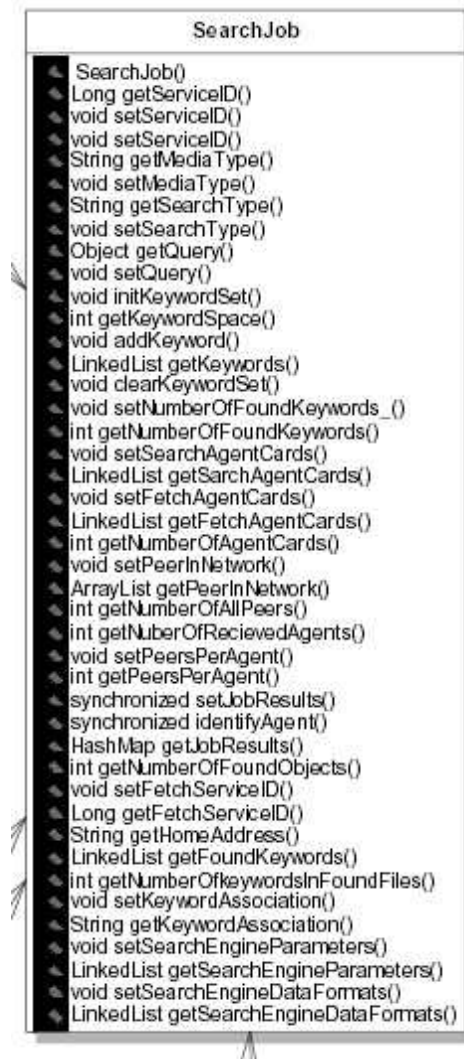 SearchJob
SearchJob()
Long getServiceID()
void setServiceID()
void setServiceID()
String getMediaType()
void setMediaType()
String getSearchType()
void setSearchType()
Object getQuery()
void setQuery()
void initKeywordSet()
int getKeywordSpace()
void addKeyword()
LinkedList getKeywords()
void clearKeywordSet()
void setNumberOfFoundKeywords_()
int getNumberOfFoundKeywords()
void setSearchAgentCards()
LinkedList getSarchAgentCards()
void setFetchAgentCards()
LinkedList getFetchAgentCards()
int getNumberOfAgentCards()
void setPeerInNetwork()
ArrayList getPeerInNetwork()
int getNumberOfAllPeers()
int getNuberOfRecievedAgents()
void setPeersPerAgent()
int getPeersPerAgent()
synchronized setJobResults()
synchronized identifyAgent()
HashMap getJobResults()
int getNumberOfFoundObjects()
void setFetchServiceID()
Long getFetchServiceID()
String getHomeAddress()
LinkedList getFoundKeywords()
int getNumberOfkeywordsInFoundFiles()
void setKeywordAssociation()
String getKeywordAssociation()
void setSearchEngineParameters()
LinkedList getSearchEngineParameters()
void setSearchEngineDataFormats()
LinkedList getSearchEngineDataFormats()